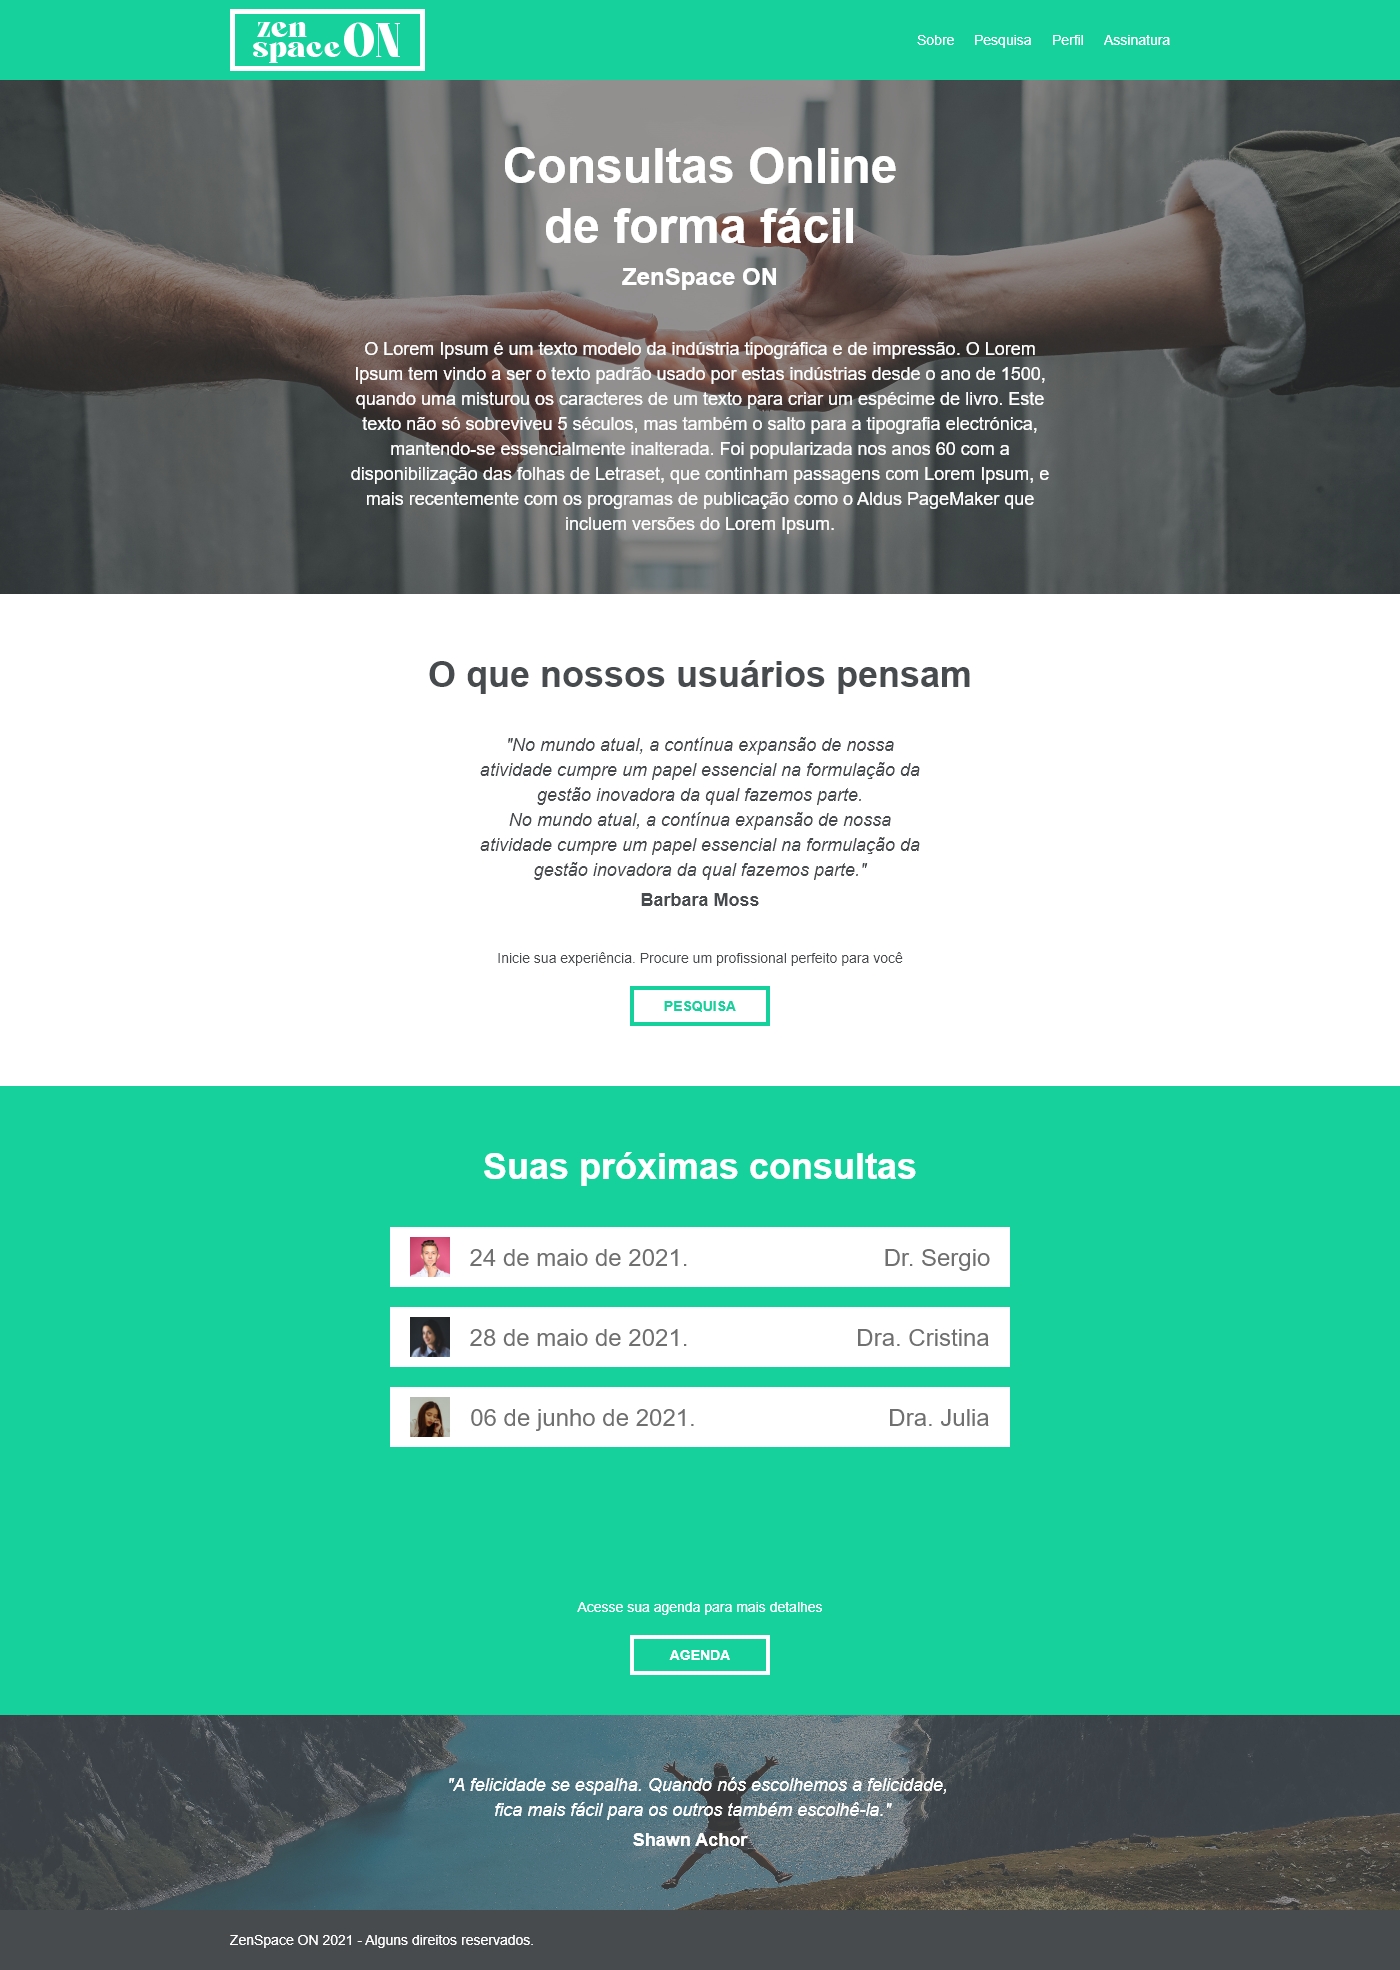 zen
space ON
Sobre Pesquisa Perfil Assinatura
Consultas Online
de forma fácil
ZenSpace ON
O Lorem Ipsum é um texto modelo da indústria tipográfica e de impressão. O Lorem
Ipsum tem vindo a ser o texto padrão usado por estas indústrias desde o ano de 1500,
quando uma misturou os caracteres de um texto para criar um espécime de livro. Este
texto não só sobreviveu 5 séculos, mas também o salto para a tipografia electrónica,
mantendo-se essencialmente inalterada. Foi popularizada nos anos 60 com a
disponibilização das folhas de Letraset, que continham passagens com Lorem Ipsum, e
mais recentemente com os programas de publicação como o Aldus PageMaker que
incluem versões do Lorem Ipsum.
O que nossos usuários pensam
"No mundo atual, a contínua expansão de nossa
atividade cumpre um papel essencial na formulação da
gestão inovadora da qual fazemos parte.
No mundo atual, a contínua expansão de nossa
atividade cumpre um papel essencial na formulação da
gestão inovadora da qual fazemos parte."
Barbara Moss
Inicie sua experiência. Procure um profissional perfeito para você
PESQUISA
Suas próximas consultas
24 de maio de 2021. Dr. Sergio
28 de maio de 2021. Dra. Cristina
06 de junho de 2021. Dra. Julia
Acesse sua agenda para mais detalhes
AGENDA
"A felicidade se espalha. Quando nós escolhemos a felicidade,
fica mais fácil para os outros também escolhê-la."
Shawn Achor
ZenSpace ON 2021 - Alguns direitos reservados.